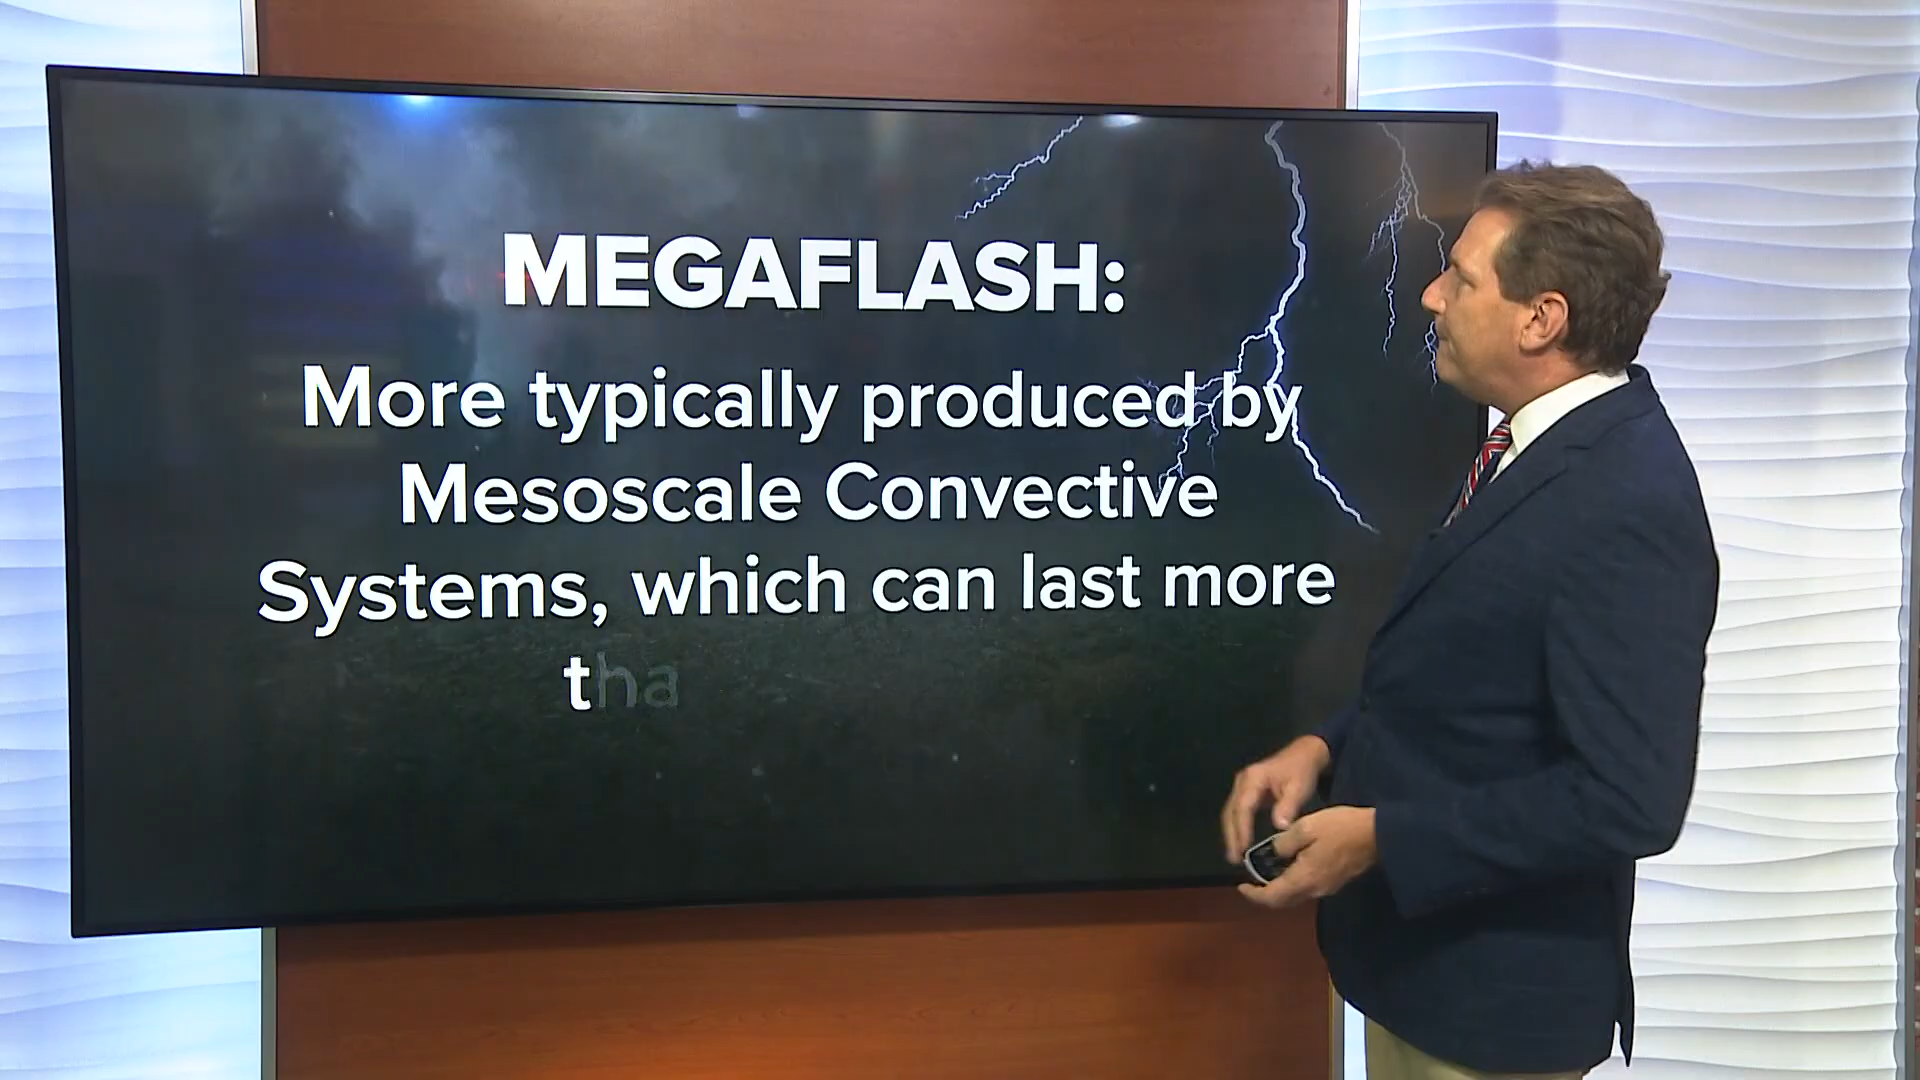 MEGAFLASH:
More typically produced by
Mesoscale Convective
Systems, which can last more
tha